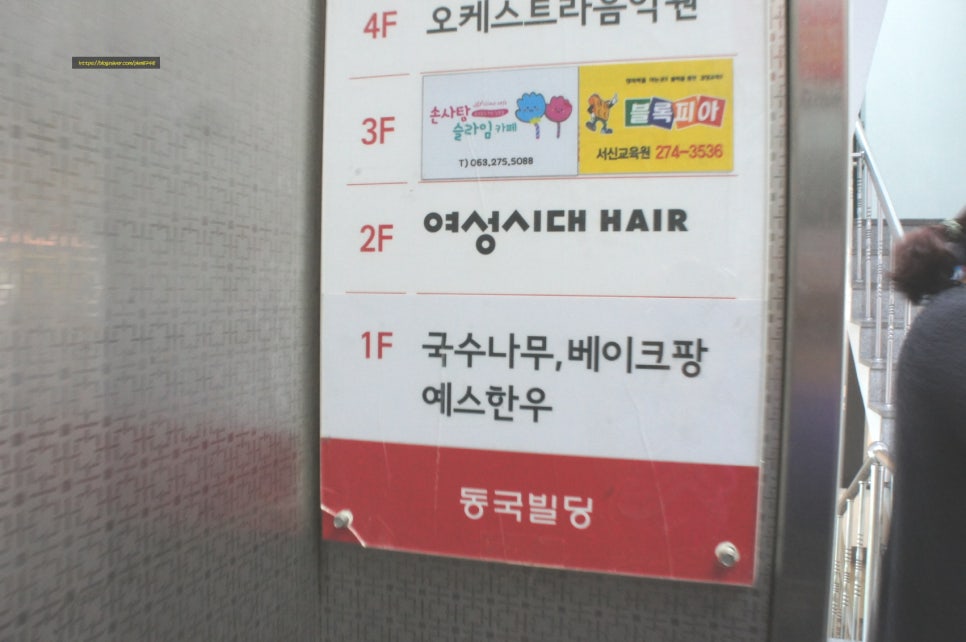 4F 오케스트라음악원
3F
손사탕
슬라임카페
T) 063.275.5088
블록피아
서신교육원 274-3536
2F 여성시대 HAIR
1F 국수나무, 베이크팡
예스한우
동국빌딩